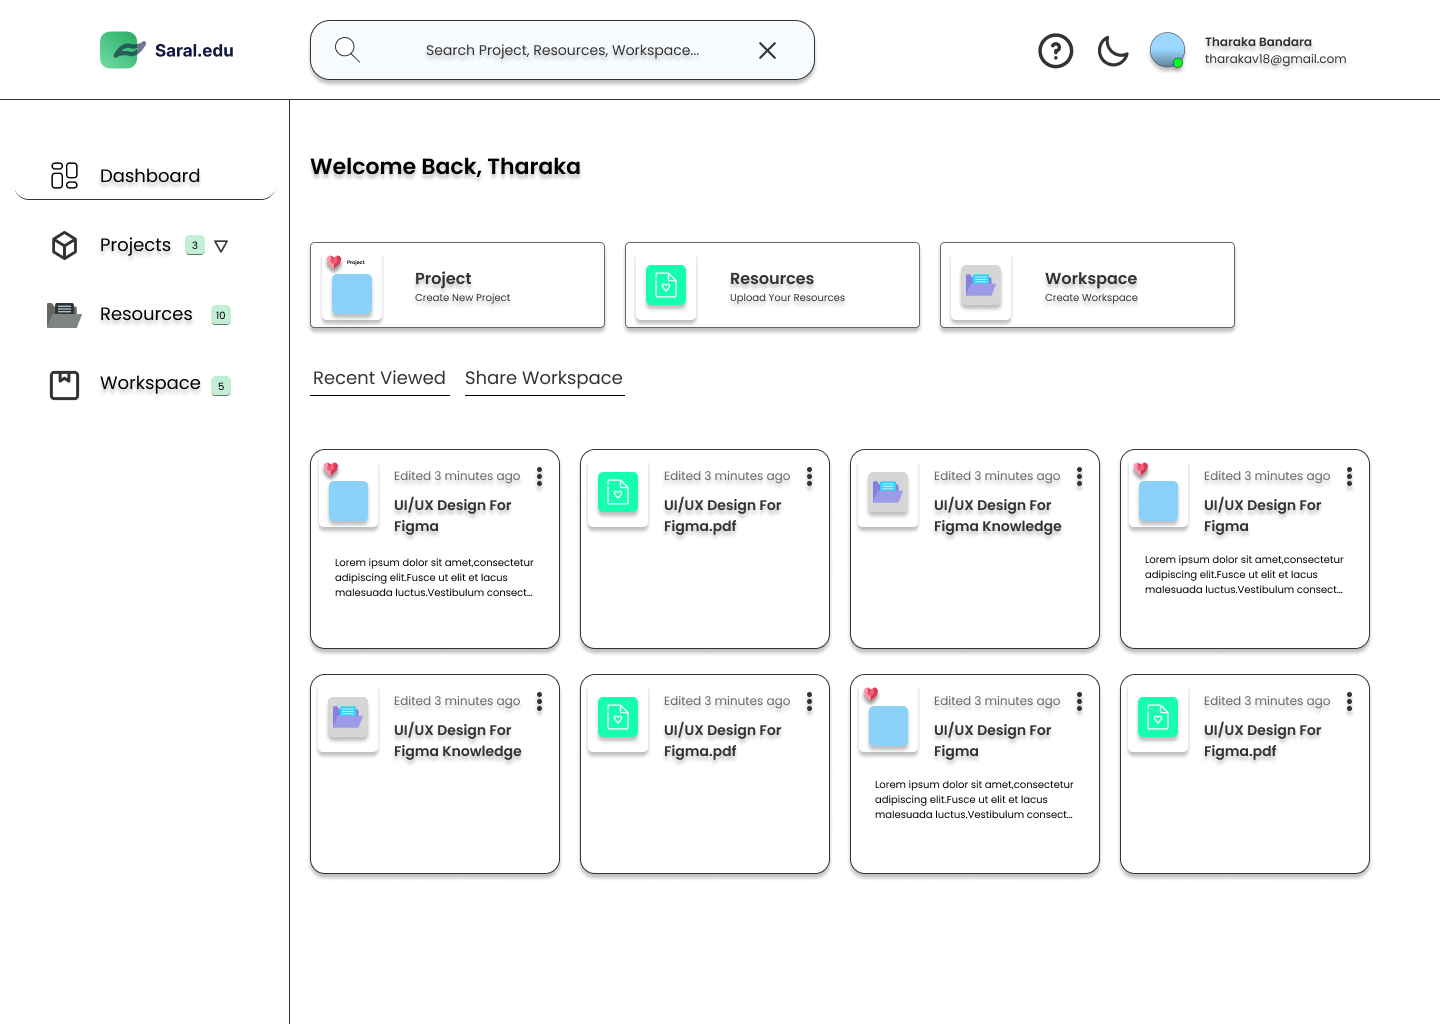 Saral.edu
Search Project, Resources, Workspace...
Tharaka Bandara
tharakav18@gmail.com
Dashboard
Projects 3
Resources 10
Workspace 5
Welcome Back, Tharaka
Project
Project
Create New Project
Resources
Upload Your Resources
Workspace
Create Workspace
Recent Viewed
Share Workspace
Edited 3 minutes ago
UI/UX Design For
Figma
Lorem ipsum dolor sit amet,consectetur
adipiscing elit.Fusce ut elit et lacus
malesuada luctus.Vestibulum consect...
Edited 3 minutes ago
UI/UX Design For
Figma.pdf
Edited 3 minutes ago
UI/UX Design For
Figma Knowledge
Edited 3 minutes ago
UI/UX Design For
Figma
Lorem ipsum dolor sit amet,consectetur
adipiscing elit.Fusce ut elit et lacus
malesuada luctus.Vestibulum consect...
Edited 3 minutes ago
UI/UX Design For
Figma Knowledge
Edited 3 minutes ago
UI/UX Design For
Figma.pdf
Edited 3 minutes ago
UI/UX Design For
Figma
Lorem ipsum dolor sit amet,consectetur
adipiscing elit.Fusce ut elit et lacus
malesuada luctus.Vestibulum consect...
Edited 3 minutes ago
UI/UX Design For
Figma.pdf